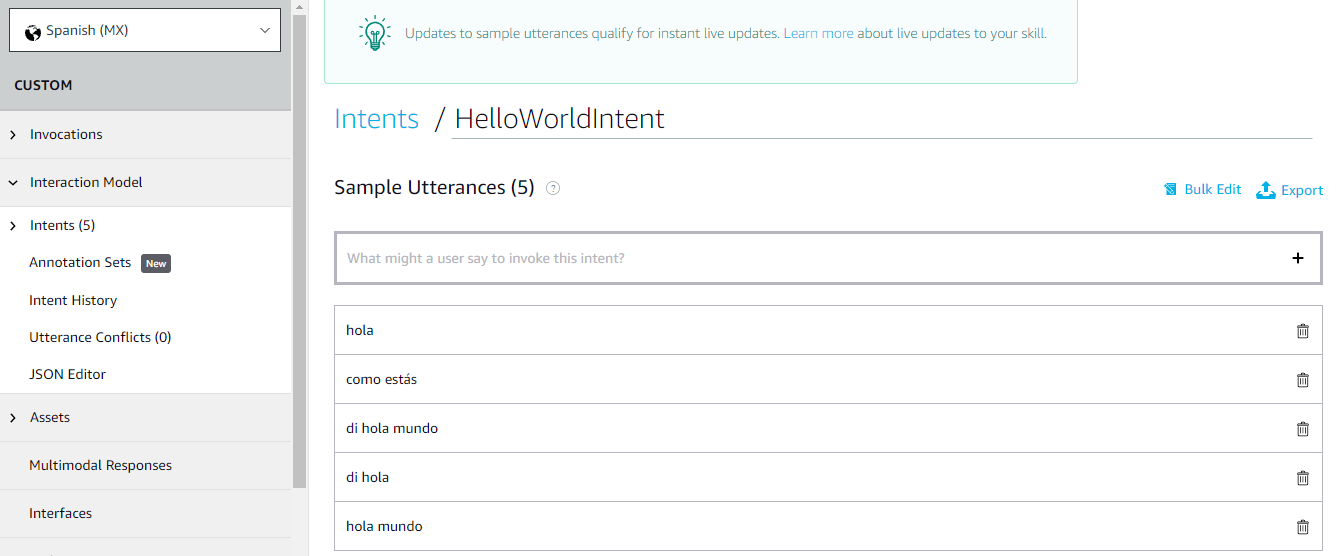 Spanish (MX)
CUSTOM
Invocations
Interaction Model
Intents (5)
Annotation Sets New
Intent History
Utterance Conflicts (0)
JSON Editor
Assets
Multimodal Responses
Interfaces
Updates to sample utterances qualify for instant live updates. Learn more about live updates to your skill.
Intents / HelloWorldIntent
Sample Utterances (5) ?
Bulk Edit Export
What might a user say to invoke this intent?
hola
como estás
di hola mundo
di hola
hola mundo